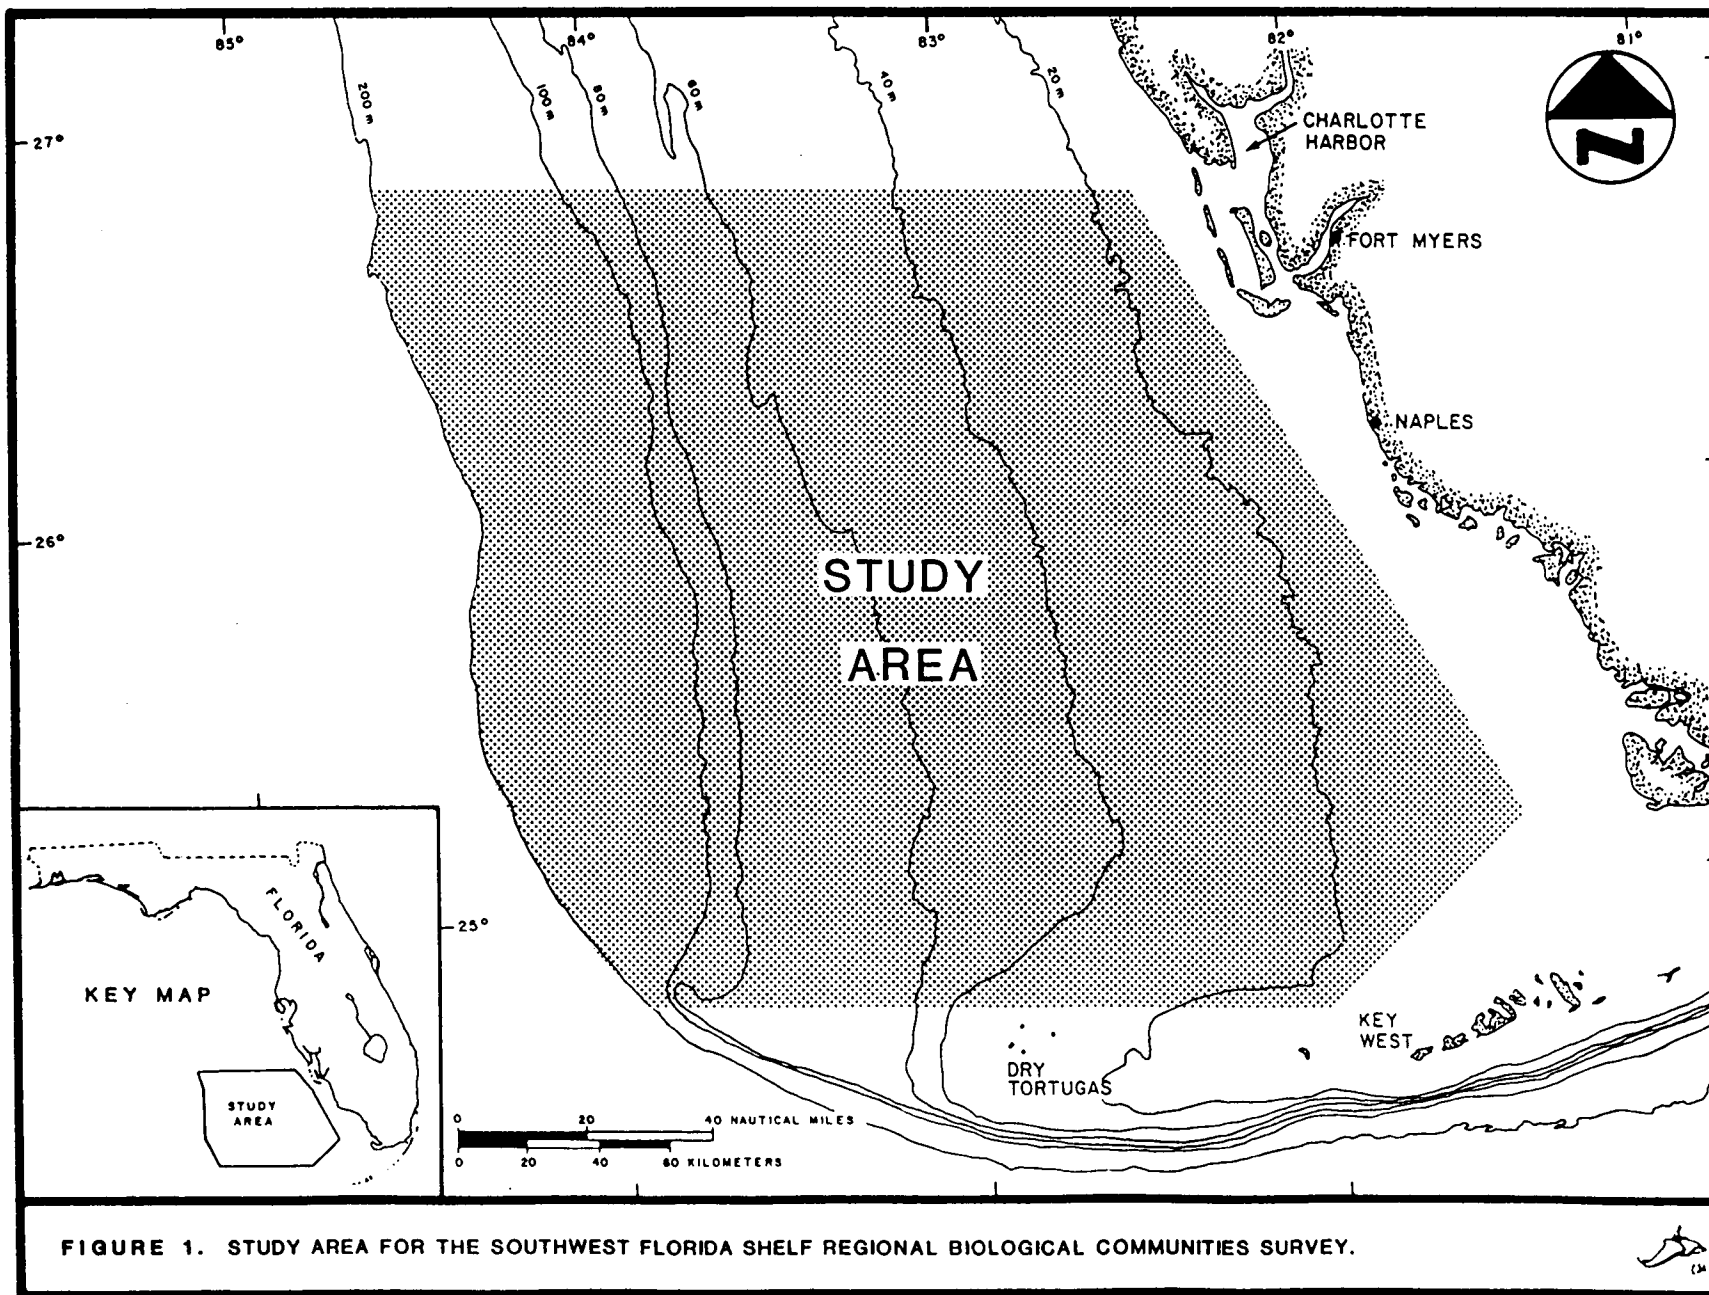 85°
84°
83°
82°
81°
200 m
100 m
80 m
60 m
40 m
20 m
27°
CHARLOTTE
HARBOR
N
FORT MYERS
NAPLES
26°
STUDY
AREA
25°
FLORIDA
KEY MAP
STUDY
AREA
KEY
WEST
DRY
TORTUGAS
0 20 40 NAUTICAL MILES
0 20 40 60 KILOMETERS
FIGURE 1. STUDY AREA FOR THE SOUTHWEST FLORIDA SHELF REGIONAL BIOLOGICAL COMMUNITIES SURVEY.